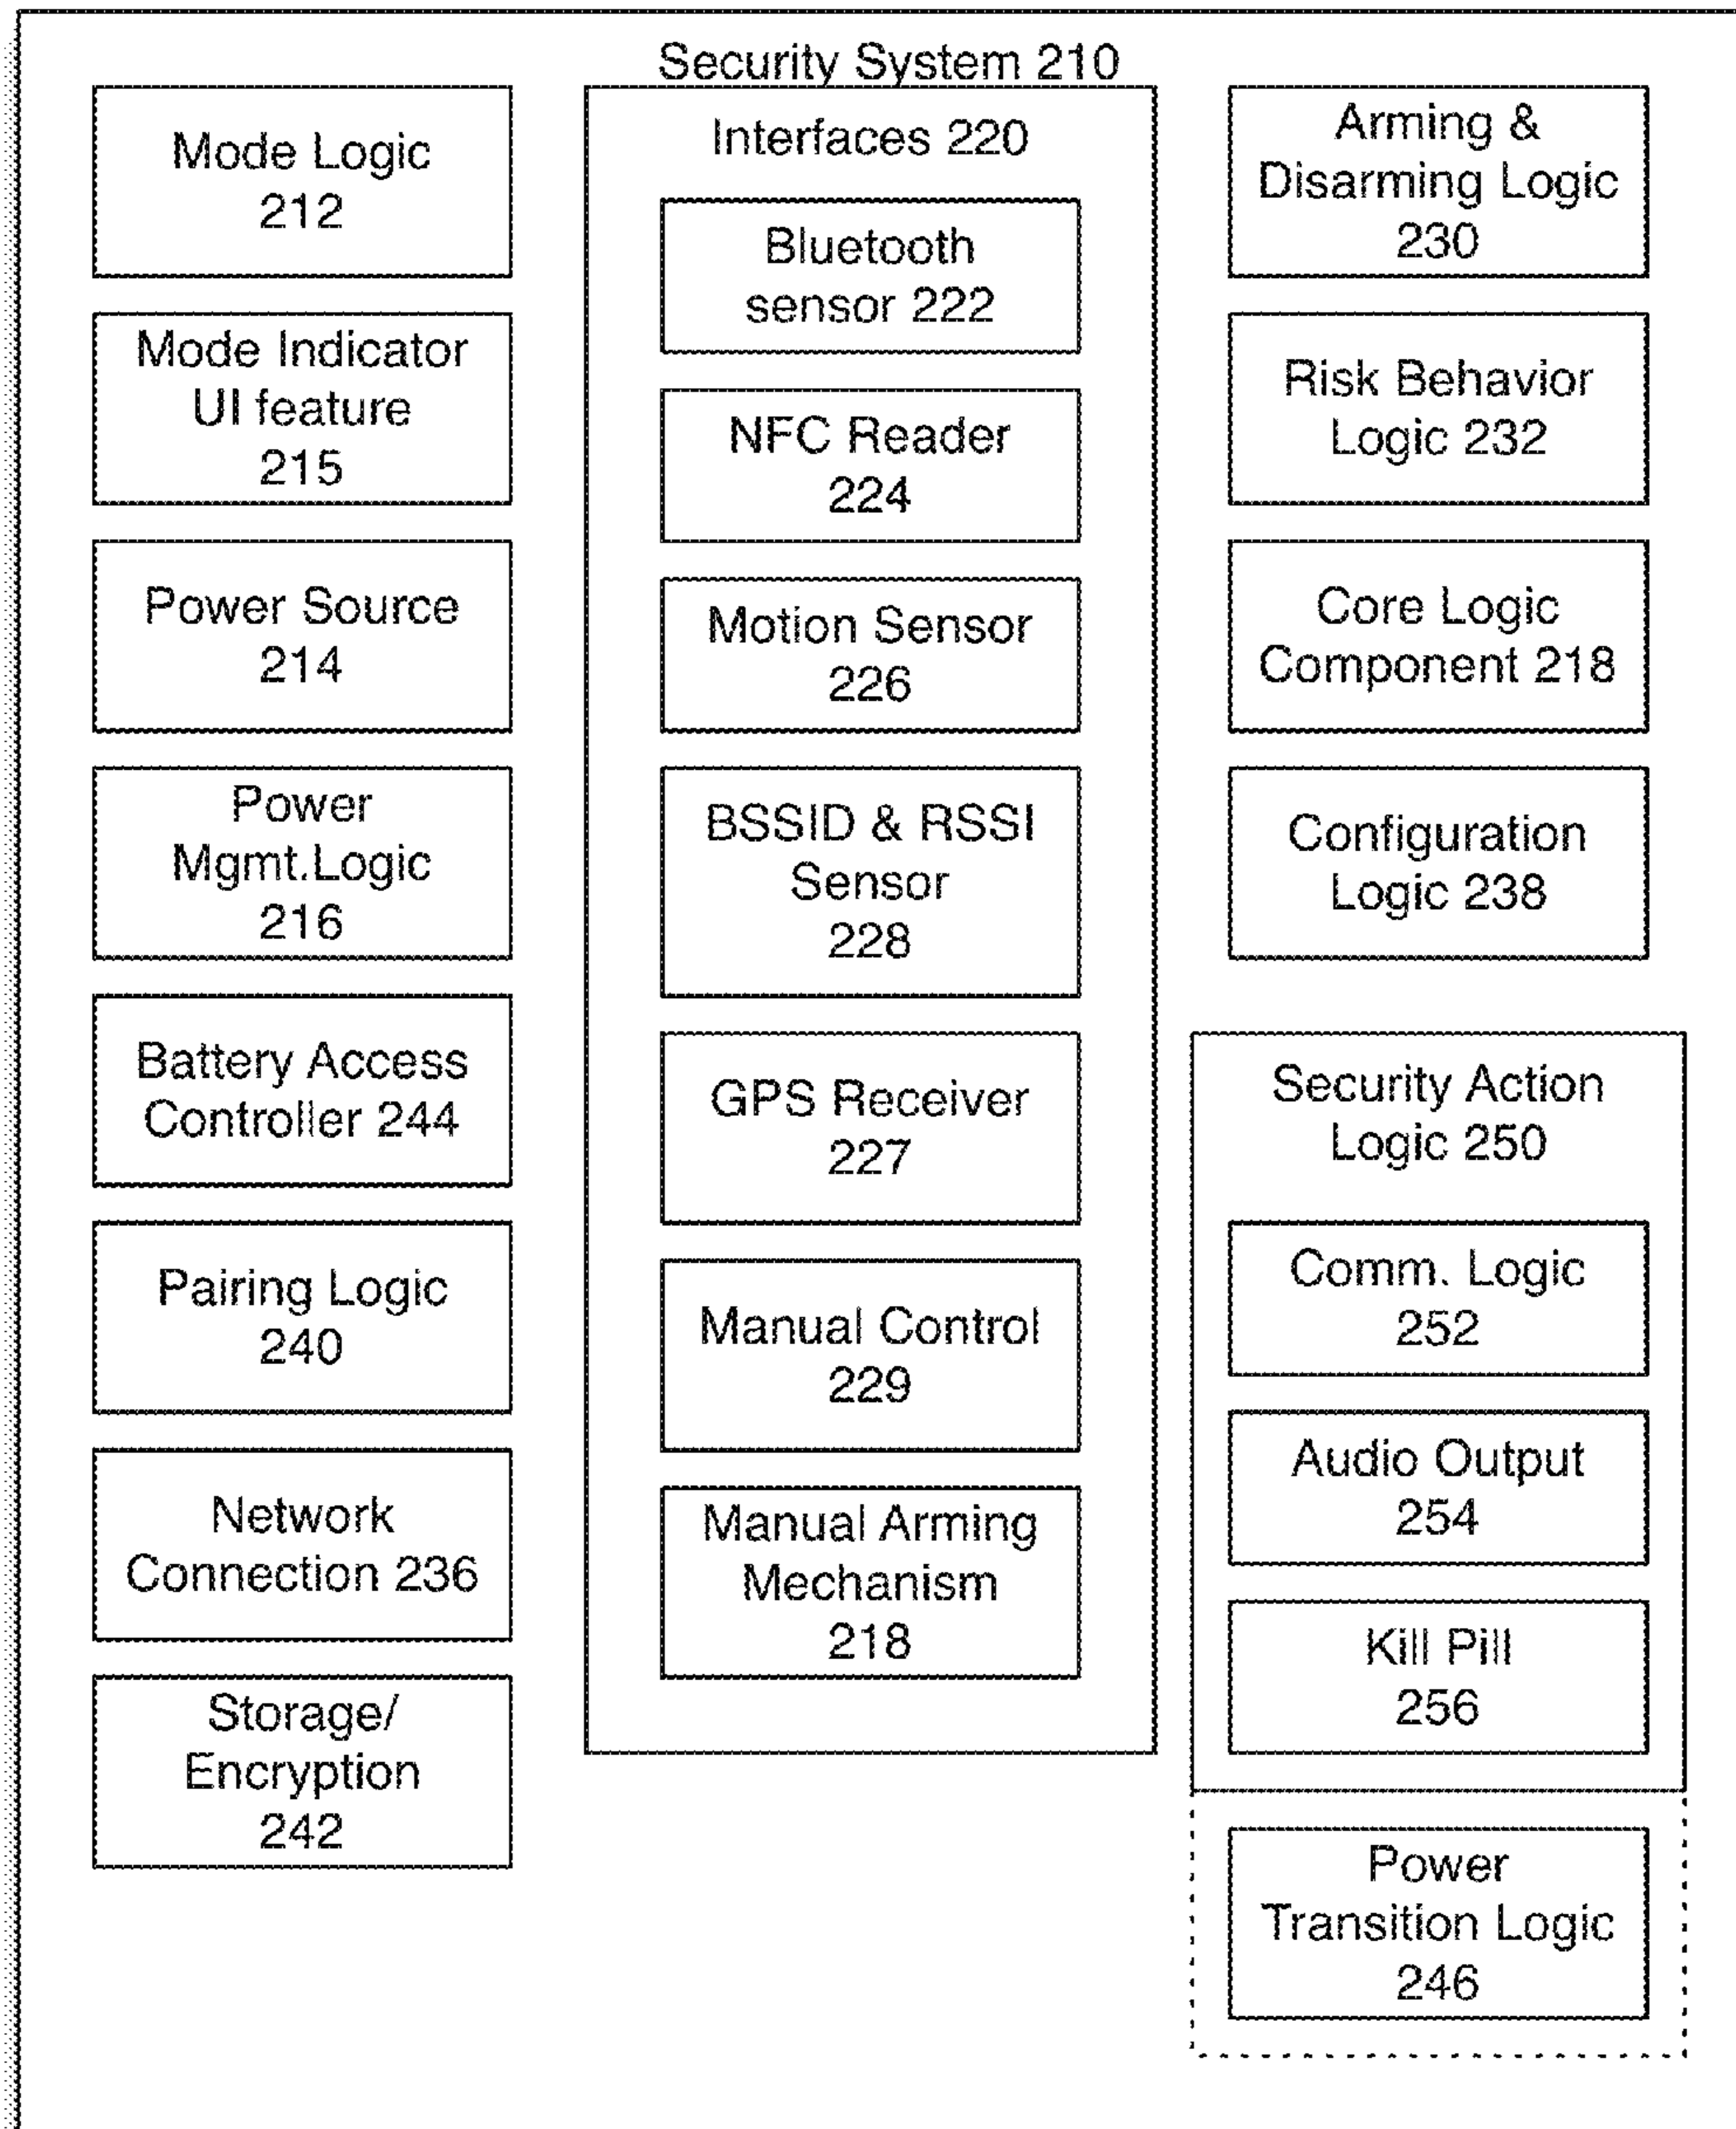 Security System 210
Mode Logic
212
Mode Indicator
UI feature
215
Power Source
214
Power
Mgmt.Logic
216
Battery Access
Controller 244
Pairing Logic
240
Network
Connection 236
Storage/
Encryption
242
Interfaces 220
Bluetooth
sensor 222
NFC Reader
224
Motion Sensor
226
BSSID & RSSI
Sensor
228
GPS Receiver
227
Manual Control
229
Manual Arming
Mechanism
218
Arming &
Disarming Logic
230
Risk Behavior
Logic 232
Core Logic
Component 218
Configuration
Logic 238
Security Action
Logic 250
Comm. Logic
252
Audio Output
254
Kill Pill
256
Power
Transition Logic
246